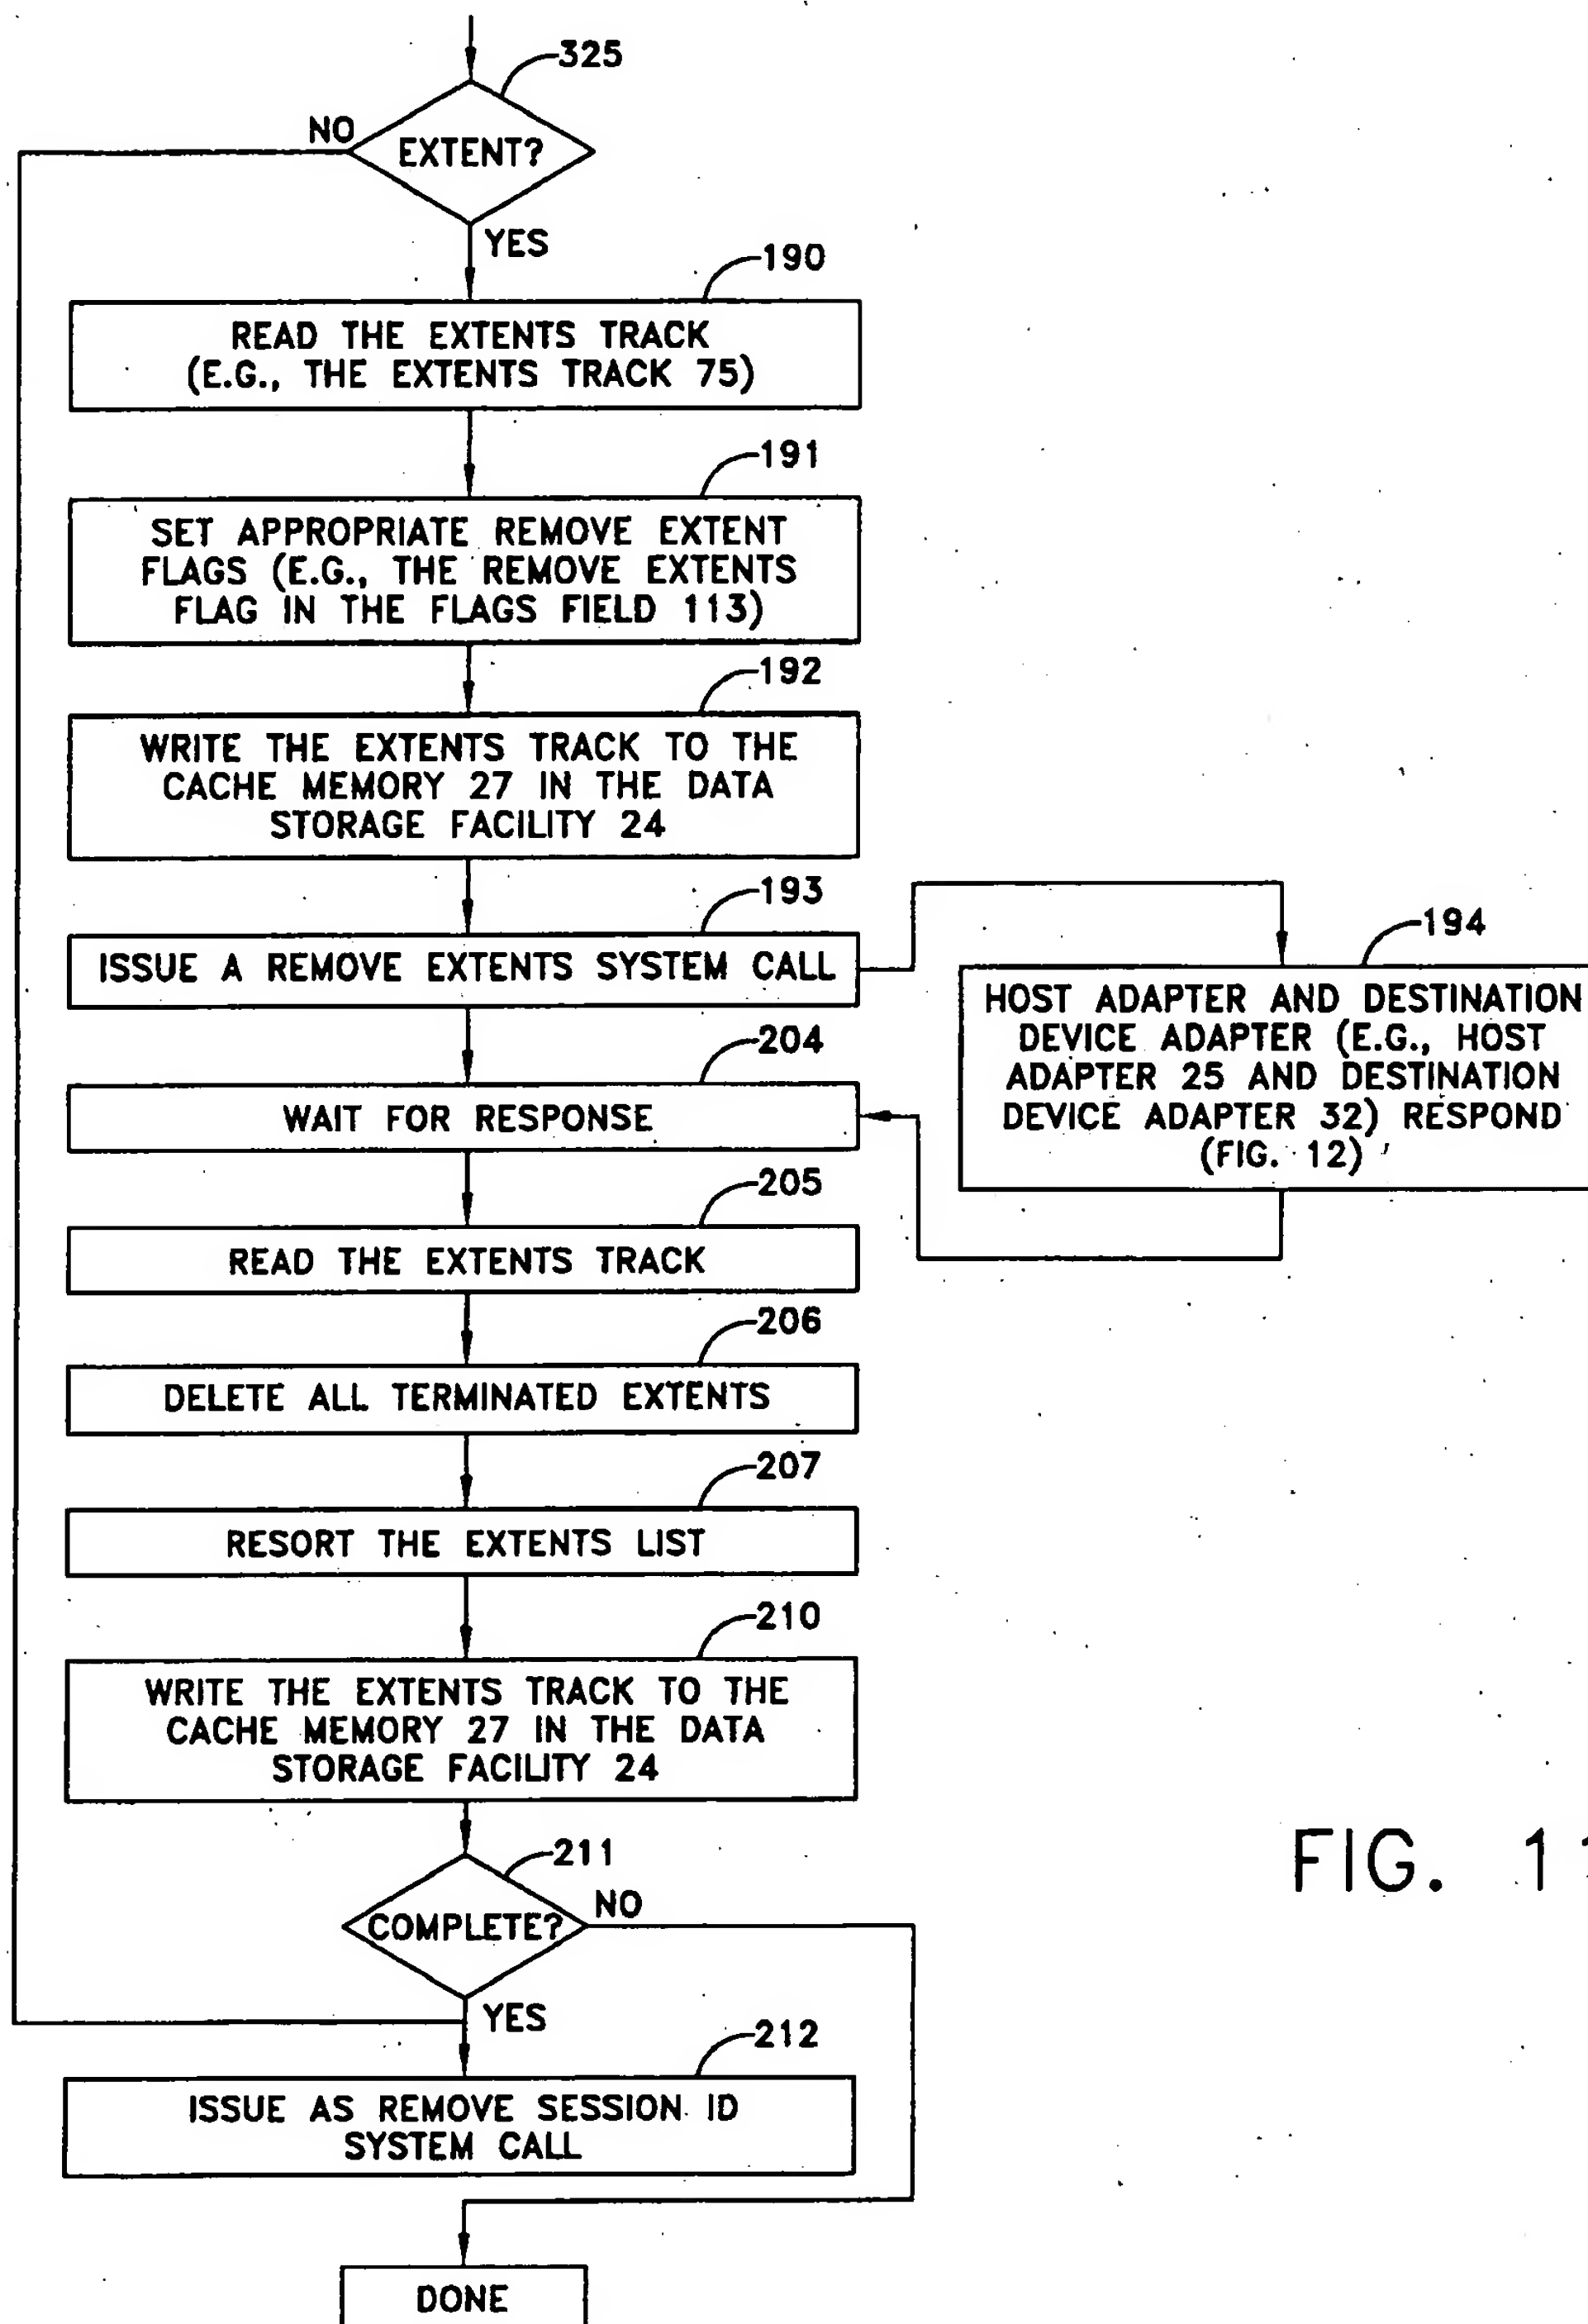 325
NO
EXTENT?
YES
190
READ THE EXTENTS TRACK
(E.G., THE EXTENTS TRACK 75)
191
SET APPROPRIATE REMOVE EXTENT
FLAGS (E.G., THE REMOVE EXTENTS
FLAG IN THE FLAGS FIELD 113)
192
WRITE THE EXTENTS TRACK TO THE
CACHE MEMORY 27 IN THE DATA
STORAGE FACILITY 24
193
ISSUE A REMOVE EXTENTS SYSTEM CALL
194
HOST ADAPTER AND DESTINATION
DEVICE ADAPTER (E.G., HOST
ADAPTER 25 AND DESTINATION
DEVICE ADAPTER 32) RESPOND
(FIG. 12)
204
WAIT FOR RESPONSE
205
READ THE EXTENTS TRACK
206
DELETE ALL TERMINATED EXTENTS
207
RESORT THE EXTENTS LIST
210
WRITE THE EXTENTS TRACK TO THE
CACHE MEMORY 27 IN THE DATA
STORAGE FACILITY 24
211
COMPLETE?
NO
YES
212
ISSUE AS REMOVE SESSION ID
SYSTEM CALL
DONE
FIG. 11